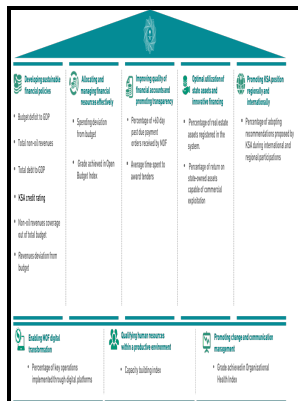 Developing sustainable
financial policies
Budget deficit to GDP
Total non-oil revenues
Total debt to GDP
KSA credit rating
Non-oil revenues coverage
out of total budget
Revenues deviation from
budget
Allocating and
managing financial
resources effectively
Spending deviation
from budget
Grade achieved in Open
Budget Index
Improving quality of
financial accounts and
promoting transparency
Percentage of +60-day
past due payment
orders received by MOF
Average time spent to
award tenders
Optimal utilization of
state assets and
innovative financing
Percentage of real estate
assets registered in the
system.
Percentage of return on
state-owned assets
capable of commercial
exploitation
Promoting KSA position
regionally and
internationally
Percentage of adopting
recommendations proposed by
KSA during international and
regional participations
Enabling MOF digital
transformation
Percentage of key operations
implemented through digital platforms
Qualifying human resources
within a productive environment
Capacity building index
Promoting change and communication
management
Grade achieved in Organizational
Health Index